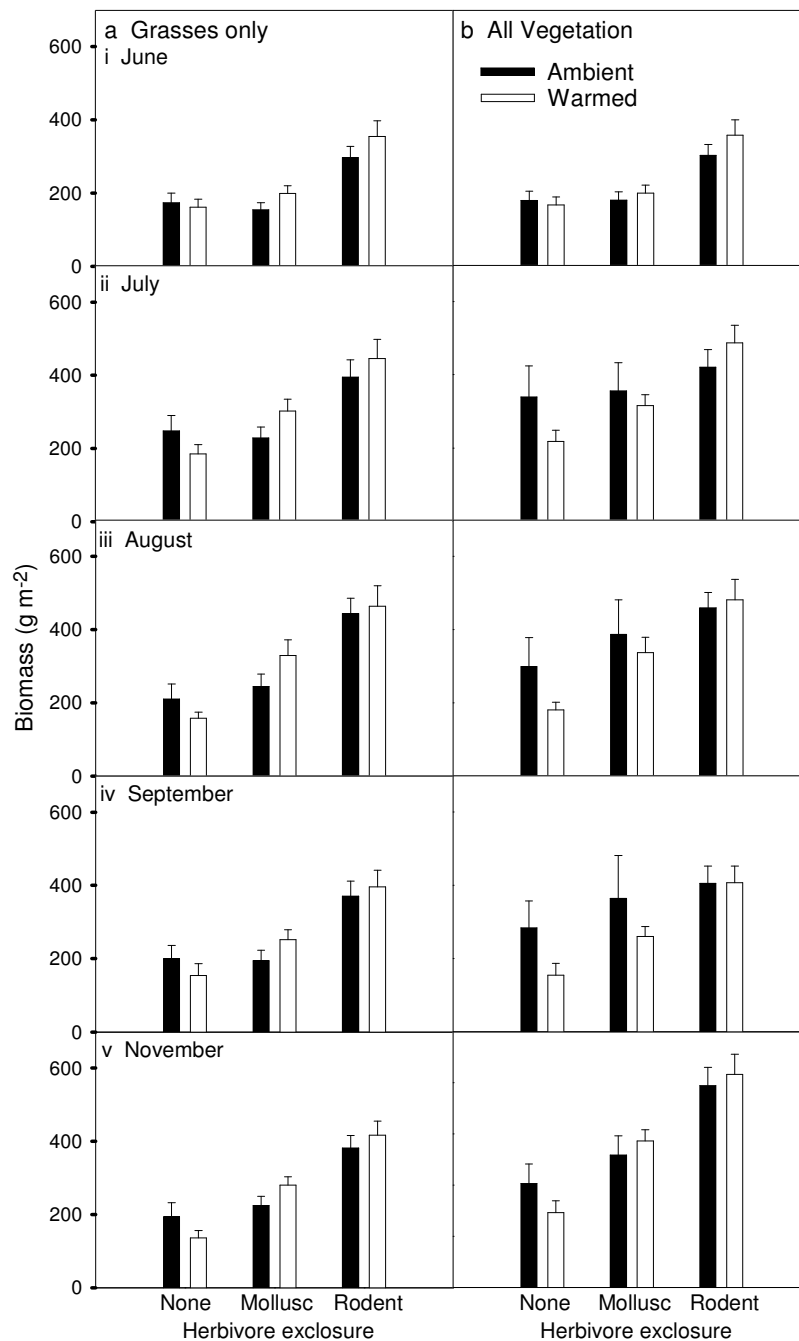 a Grasses only
b All Vegetation
i June
Ambient
Warmed
600
400
200
0
ii July
600
400
200
0
iii August
600
400
200
0
iv September
600
400
200
0
v November
600
400
200
0
Biomass (g m-2)
None Mollusc Rodent
None Mollusc Rodent
Herbivore exclosure
Herbivore exclosure